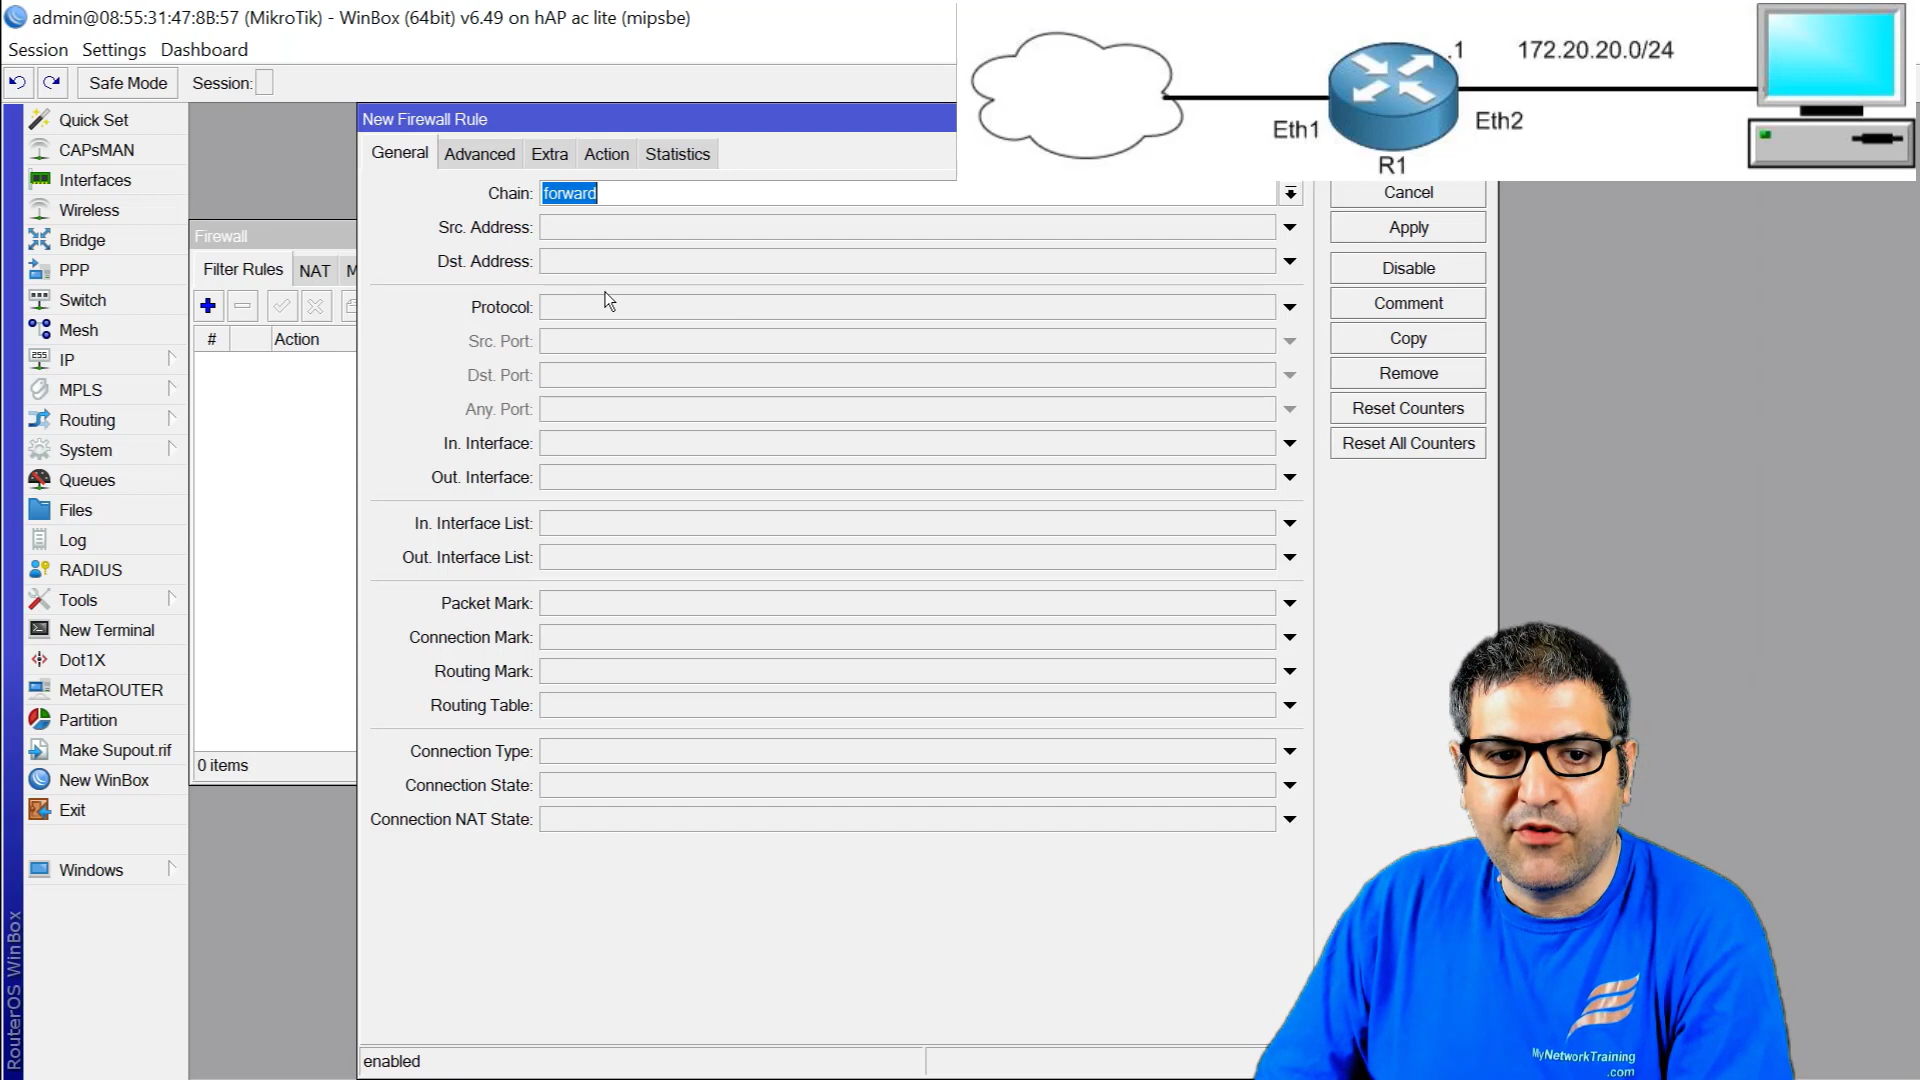 admin@08:55:31:47:8B:57 (MikroTik) - WinBox (64bit) v6.49 on hAP ac lite (mipsbe)
Session Settings Dashboard
Safe Mode Session:
.1 172.20.20.0/24
Eth1 Eth2
R1
Quick Set
CAPsMAN
Interfaces
Wireless
Bridge
PPP
Switch
Mesh
255
IP
MPLS
Routing
System
Queues
Files
Log
RADIUS
Tools
New Terminal
Dot1X
MetaROUTER
Partition
Make Supout.rif
New WinBox
Exit
Windows
RouterOS WinBox
Firewall
Filter Rules NAT M
# Action
0 items
New Firewall Rule
General Advanced Extra Action Statistics
Chain: forward
Src. Address:
Dst. Address:
Protocol:
Src. Port:
Dst. Port:
Any. Port:
In. Interface:
Out. Interface:
In. Interface List:
Out. Interface List:
Packet Mark:
Connection Mark:
Routing Mark:
Routing Table:
Connection Type:
Connection State:
Connection NAT State:
enabled
Cancel
Apply
Disable
Comment
Copy
Remove
Reset Counters
Reset All Counters
MyNetworkTraining
.com